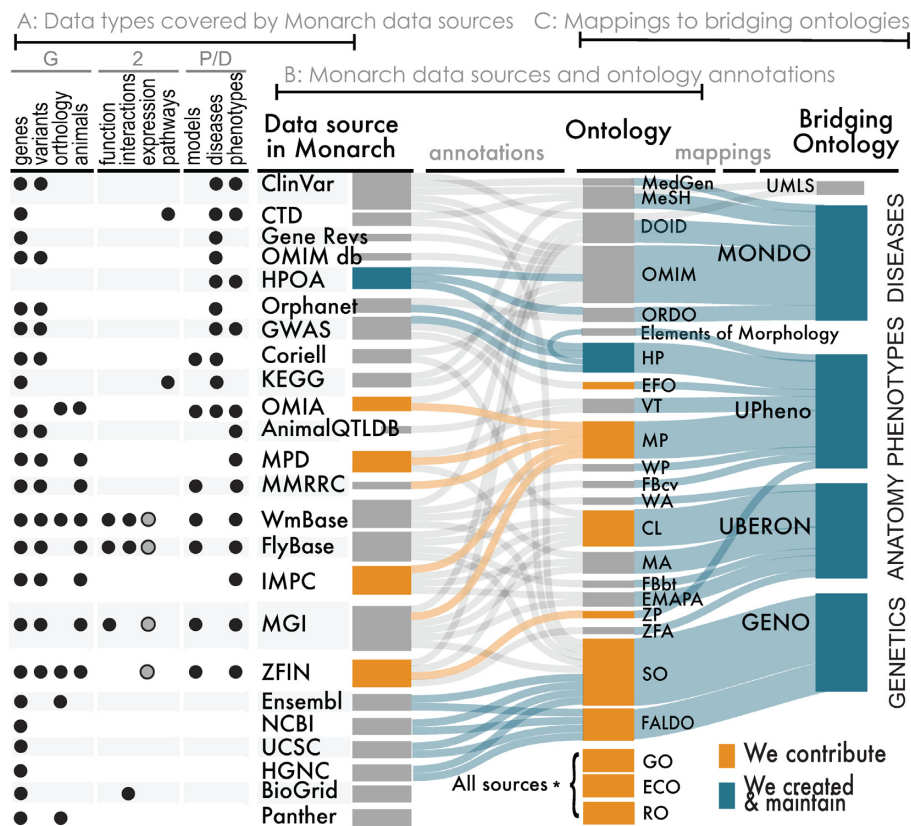 A: Data types covered by Monarch data sources
C: Mappings to bridging ontologies
G
2
P/D
B: Monarch data sources and ontology annotations
genes
variants
orthology
animals
function
interactions
expression
pathways
models
diseases
phenotypes
Data source
in Monarch
annotations
Ontology
mappings
Bridging
Ontology
ClinVar
CTD
Gene Revs
OMIM db
HPOA
Orphanet
GWAS
Coriell
KEGG
OMIA
AnimalQTLDB
MPD
MMRRC
WmBase
FlyBase
IMPC
MGI
ZFIN
Ensembl
NCBI
UCSC
HGNC
BioGrid
Panther
MedGen
MeSH
DOID
OMIM
ORDO
Elements of Morphology
HP
EFO
VT
MP
WP
FBcv
WA
CL
MA
FBbt
EMAPA
ZP
ZFA
SO
FALDO
All sources *
GO
ECO
RO
UMLS
MONDO
UPheno
UBERON
GENO
DISEASES
PHENOTYPES
ANATOMY
GENETICS
We contribute
We created
& maintain